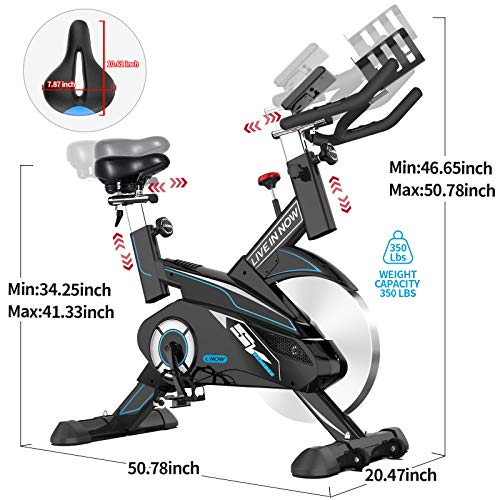 10.62 inch
7.87 inch
Min:46.65inch
Max:50.78inch
LIVE IN NOW
350
Lbs
WEIGHT
CAPACITY
350 LBS
Min:34.25inch
Max:41.33inch
L NOW
50.78inch
20.47inch